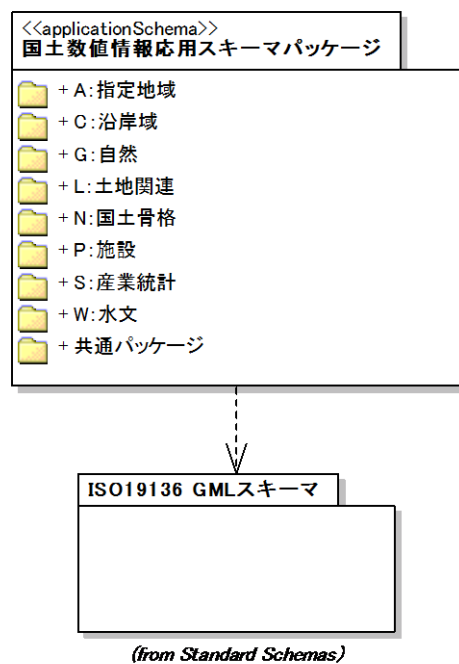 <<applicationSchema>>
国土数値情報応用スキーマパッケージ
+ A:指定地域
+ C:沿岸域
+ G:自然
+ L:土地関連
+ N:国土骨格
+ P:施設
+ S:産業統計
+ W:水文
+ 共通パッケージ
ISO19136 GMLスキーマ
(from Standard Schemas)